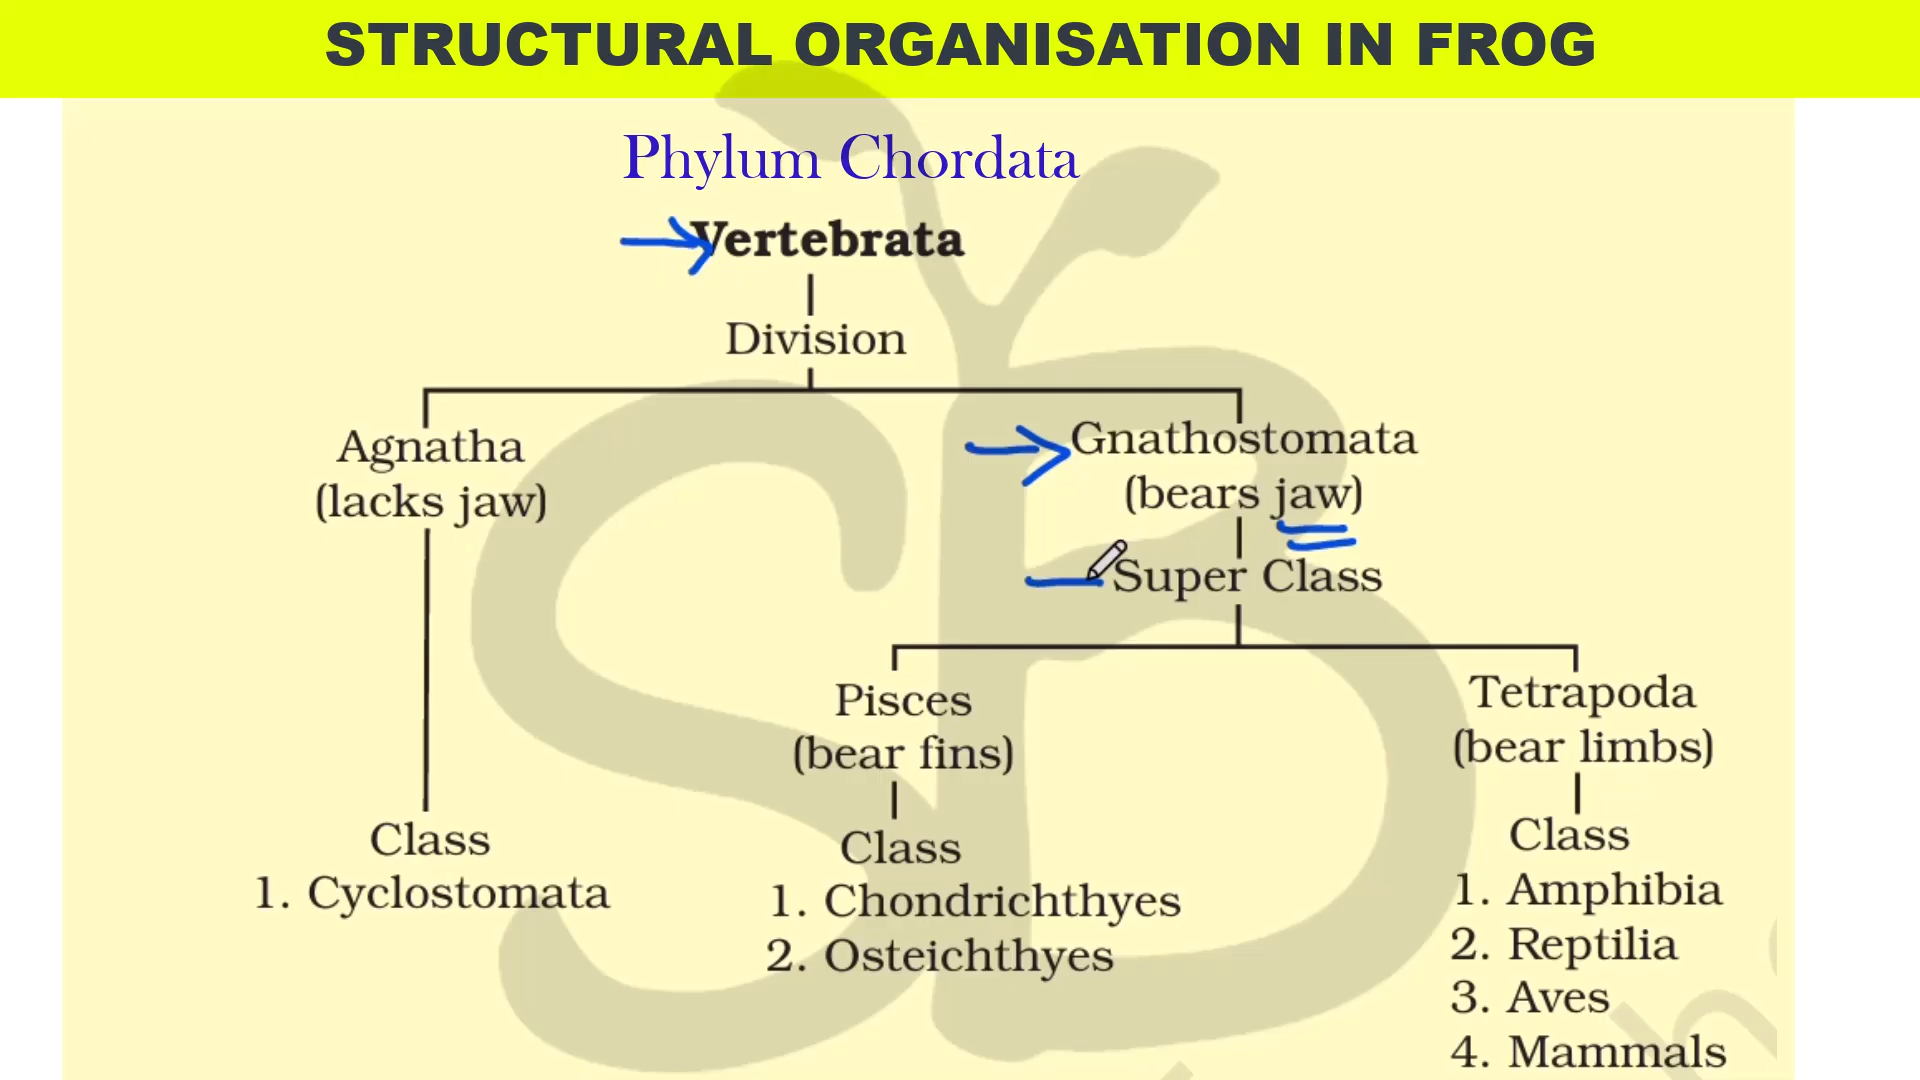 STRUCTURAL ORGANISATION IN FROG
Phylum Chordata
Vertebrata
Division
Agnatha
(lacks jaw)
Gnathostomata
(bears jaw)
Super Class
Pisces
(bear fins)
Tetrapoda
(bear limbs)
Class
1. Cyclostomata
Class
1. Chondrichthyes
2. Osteichthyes
Class
1. Amphibia
2. Reptilia
3. Aves
4. Mammals